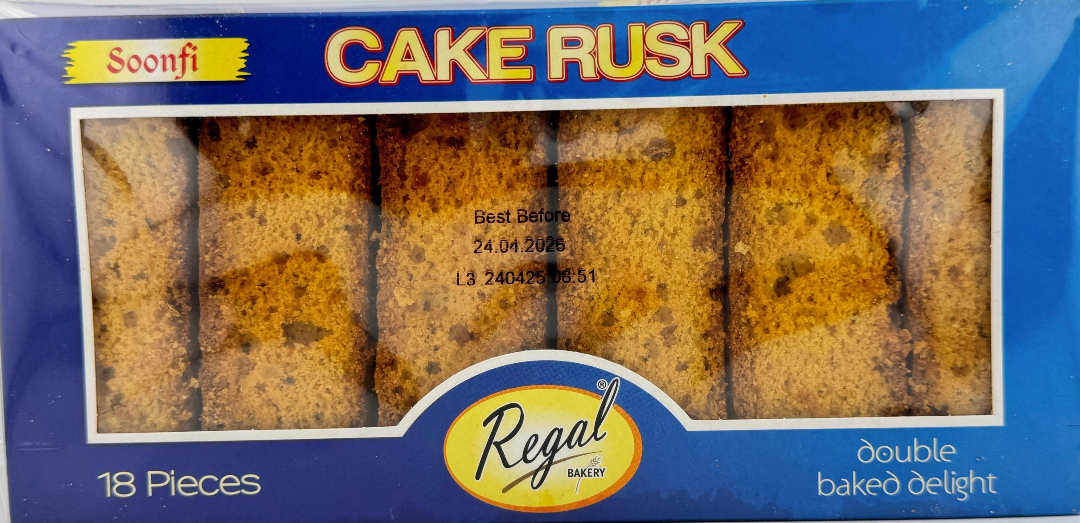 Soonfi
CAKE RUSK
Best Before
24.04.2026
L3 240425 08:51
Regal®
BAKERY
18 Pieces
double
baked delight